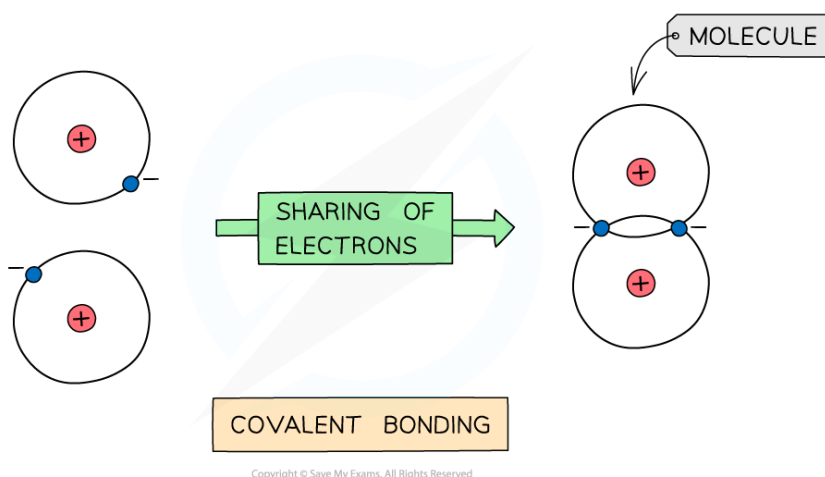 MOLECULE
+
−
SHARING OF
ELECTRONS
+
− −
−
+
+
COVALENT BONDING
Copyright © Save My Exams. All Rights Reserved